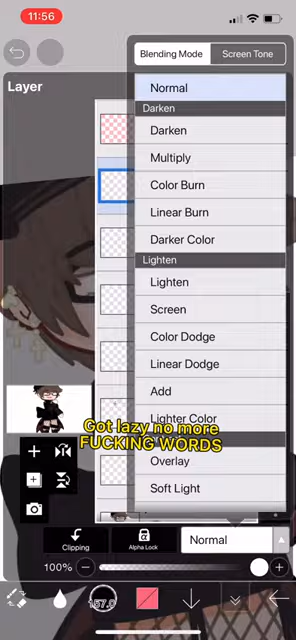 11:56
Blending Mode
Screen Tone
Layer
Normal
Darken
Darken
Multiply
Color Burn
Linear Burn
Darker Color
Lighten
Lighten
Screen
Color Dodge
Linear Dodge
Add
Lighter Color
Got lazy no more
FUCKING WORDS
Overlay
Soft Light
Clipping
Alpha Lock
Normal
100%
157.0